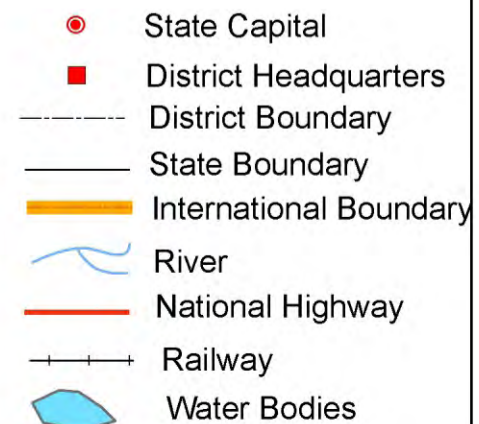 State Capital
District Headquarters
District Boundary
State Boundary
International Boundary
River
National Highway
Railway
Water Bodies